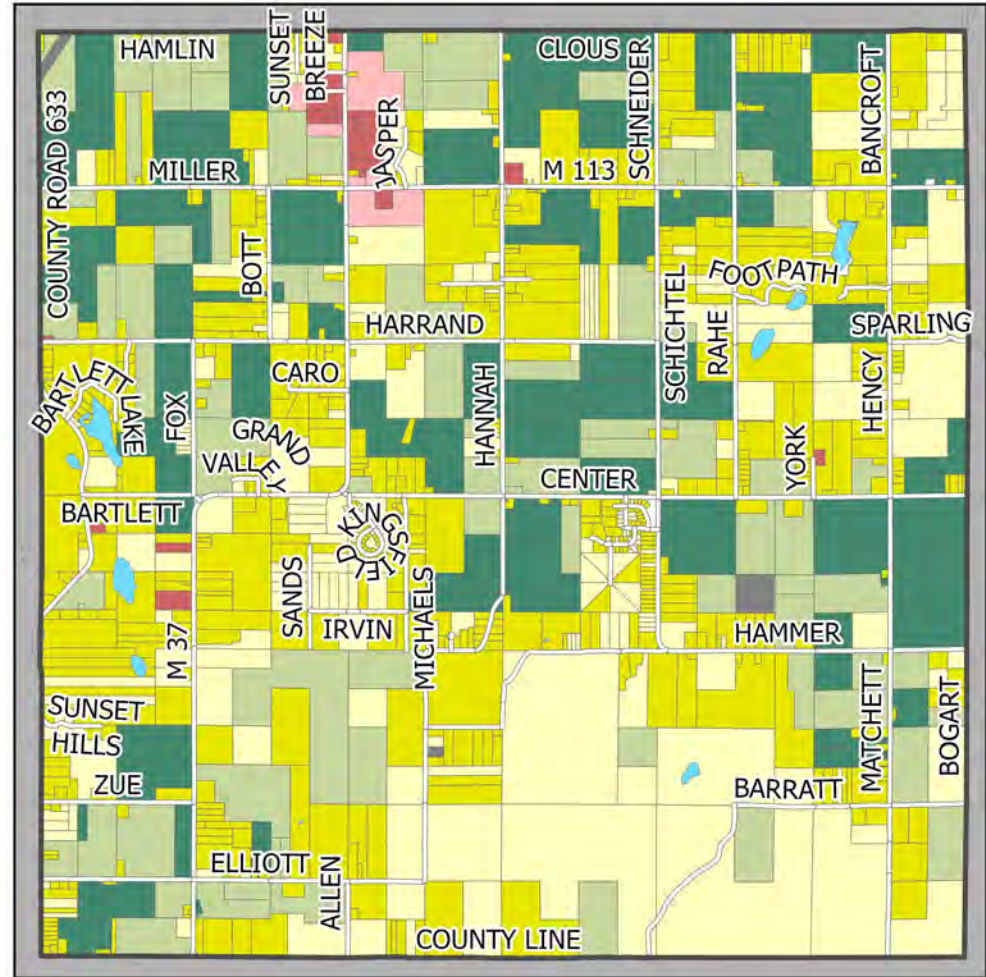 HAMLIN
SUNSET
BREEZE
CLOUS
SCHNEIDER
BANCROFT
JASPER
COUNTY ROAD 633
MILLER
M 113
BOTT
FOOTPATH
SCHICHTEL
RAHE
HARRAND
SPARLING
CARO
BARTLETT
LAKE
FOX
HANNAH
HENCY
YORK
GRAND
VALLEY
CENTER
BARTLETT
KINGSFIELD
SANDS
IRVIN
MICHAELS
HAMMER
M 37
SUNSET
HILLS
MATCHETT
BOGART
ZUE
BARRATT
ELLIOTT
ALLEN
COUNTY LINE